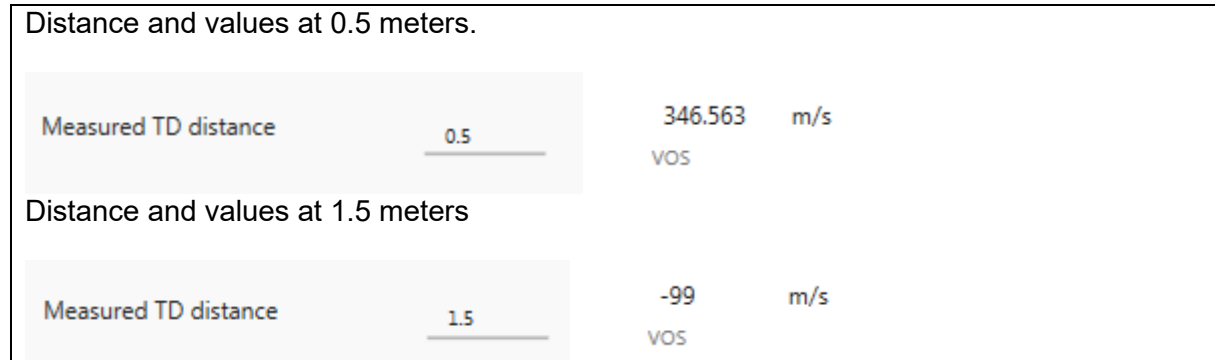 Distance and values at 0.5 meters.
Measured TD distance 0.5 346.563 m/s
VOS
Distance and values at 1.5 meters
Measured TD distance 1.5 -99 m/s
VOS